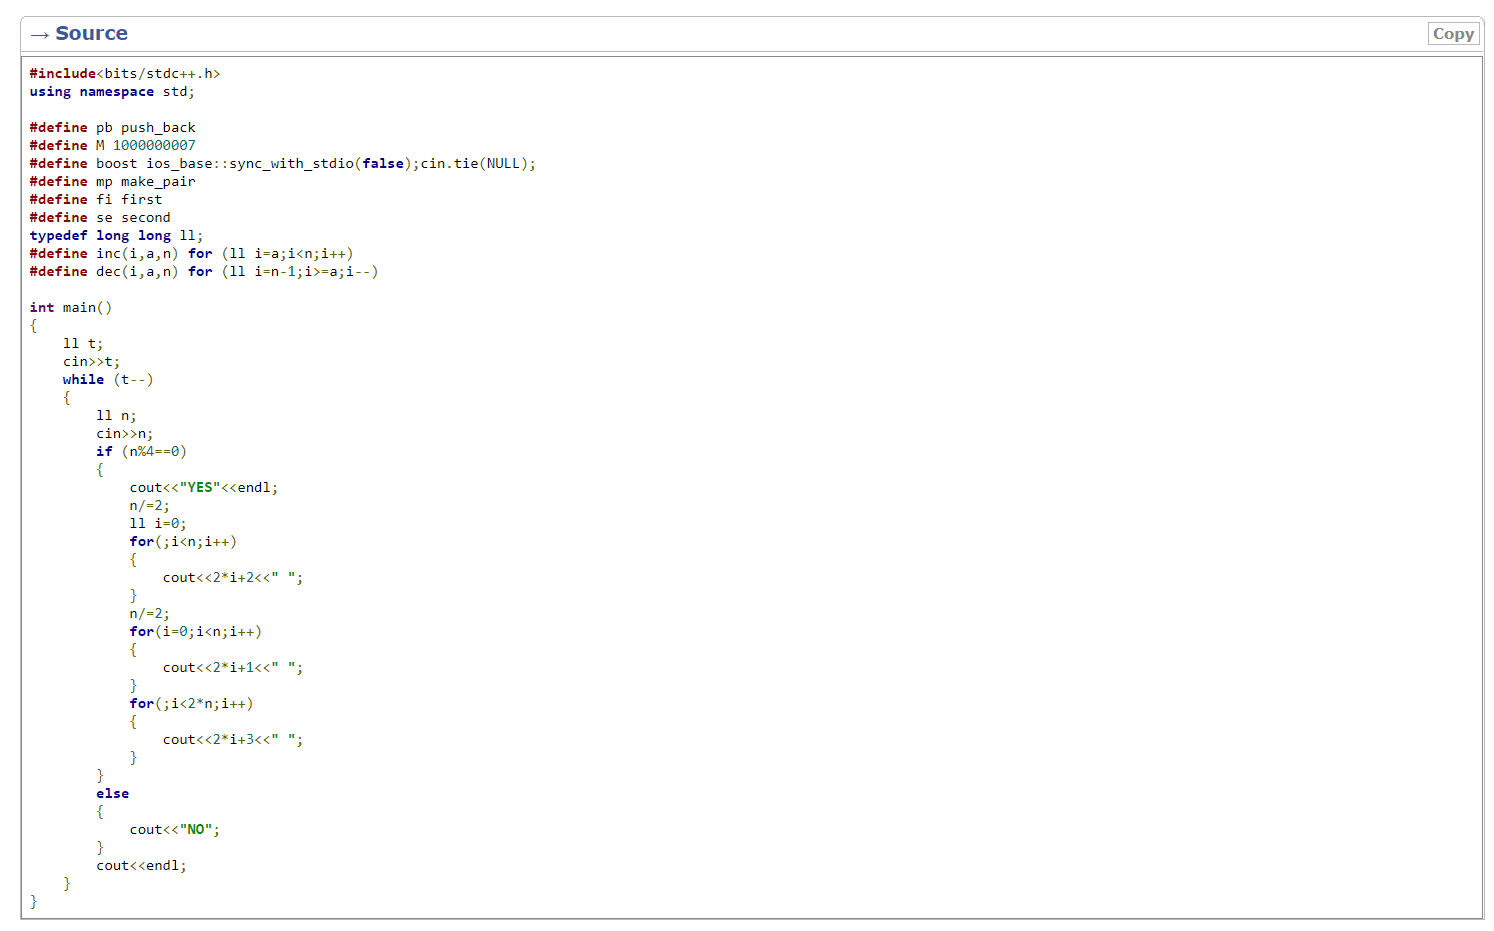 → Source
Copy
#include<bits/stdc++.h>
using namespace std;
#define pb push_back
#define M 1000000007
#define boost ios_base::sync_with_stdio(false);cin.tie(NULL);
#define mp make_pair
#define fi first
#define se second
typedef long long ll;
#define inc(i,a,n) for (ll i=a;i<n;i++)
#define dec(i,a,n) for (ll i=n-1;i>=a;i--)
int main()
{
    ll t;
    cin>>t;
    while (t--)
    {
        ll n;
        cin>>n;
        if (n%4==0)
        {
            cout<<"YES"<<endl;
            n/=2;
            ll i=0;
            for(;i<n;i++)
            {
                cout<<2*i+2<<" ";
            }
            n/=2;
            for(i=0;i<n;i++)
            {
                cout<<2*i+1<<" ";
            }
            for(;i<2*n;i++)
            {
                cout<<2*i+3<<" ";
            }
        }
        else
        {
            cout<<"NO";
        }
        cout<<endl;
    }
}